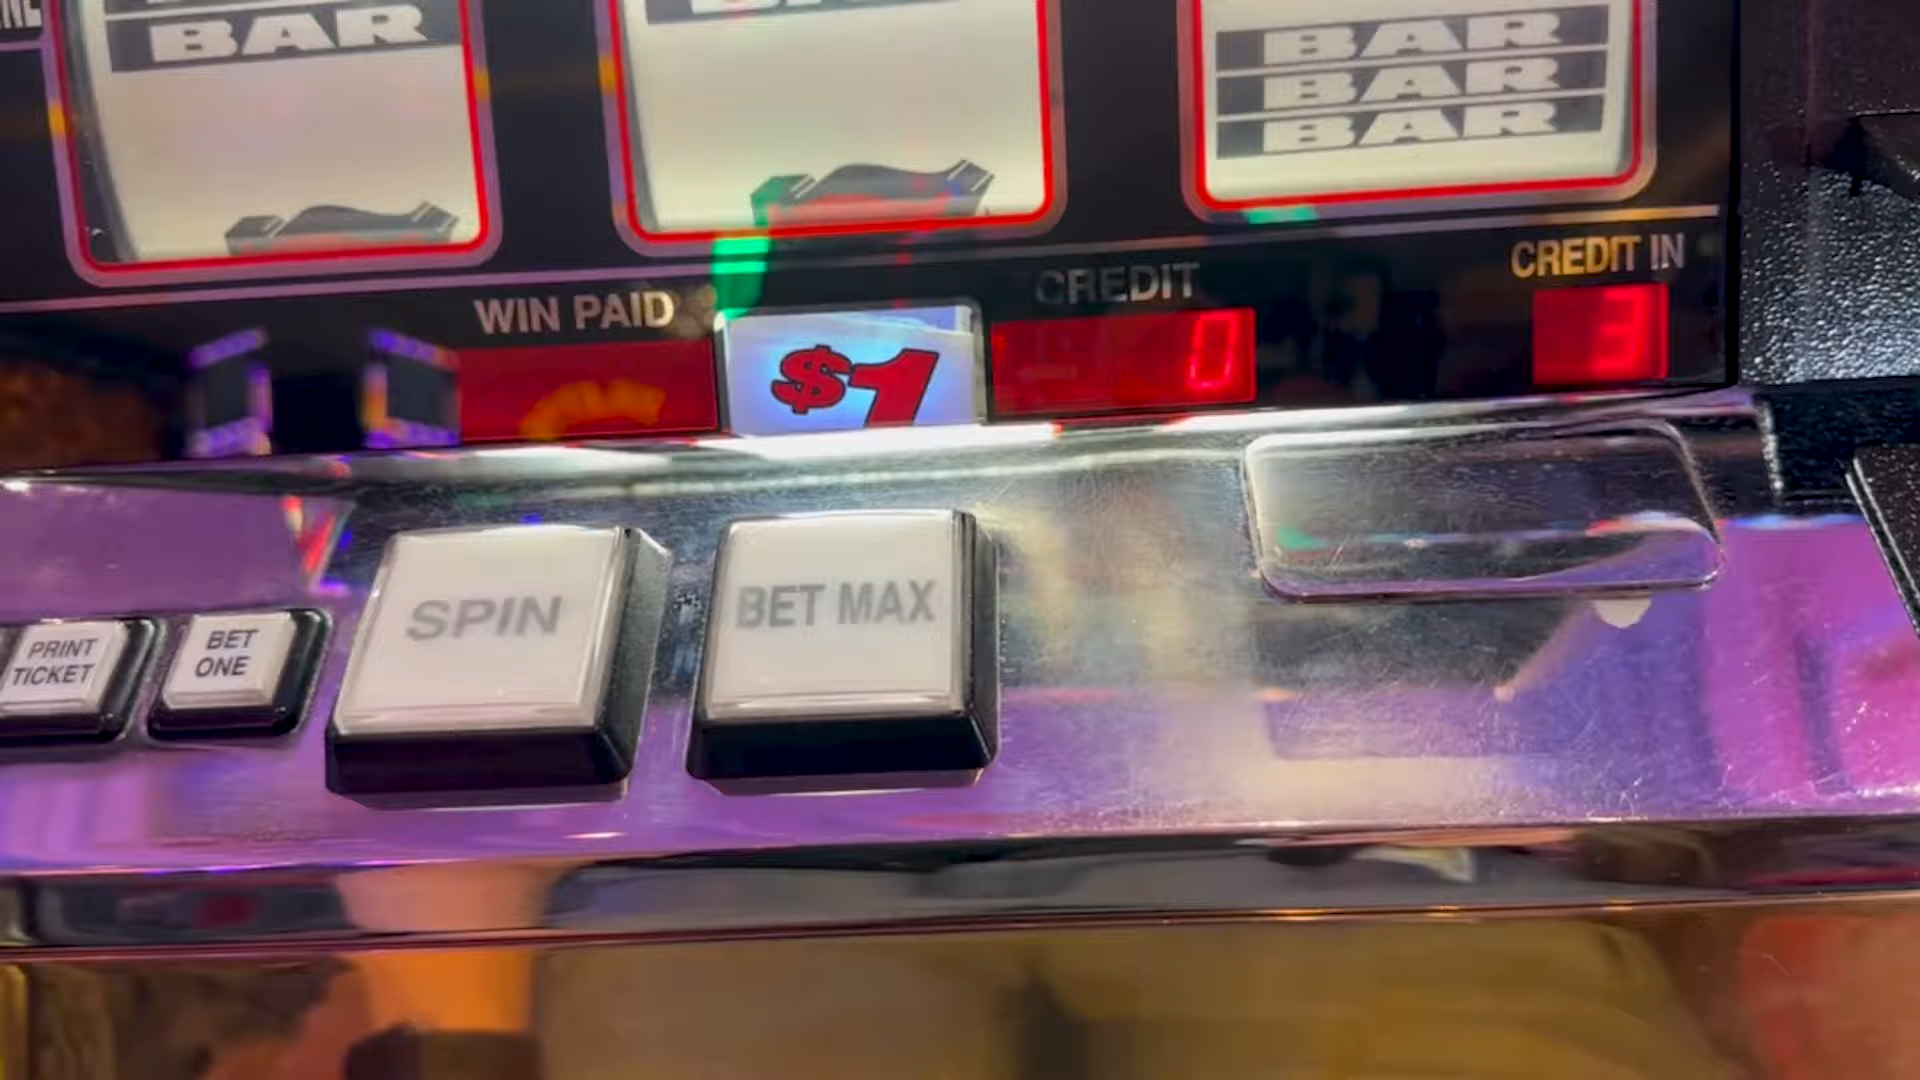 BAR
BAR
BAR
BAR
WIN PAID
$1
CREDIT
0
CREDIT IN
3
PRINT
TICKET
BET
ONE
SPIN
BET MAX